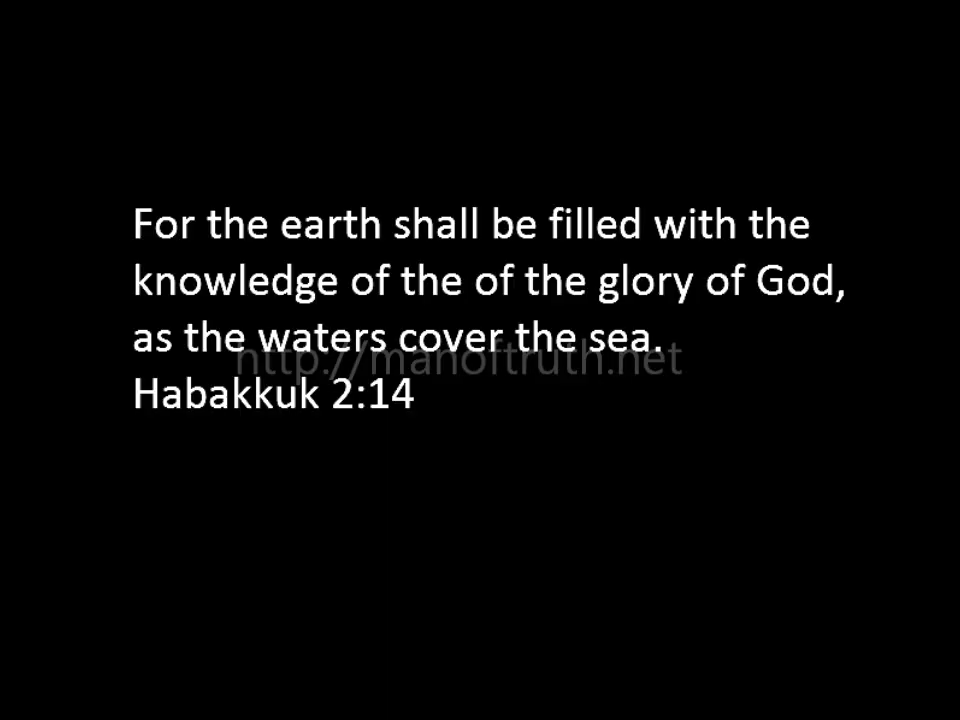 For the earth shall be filled with the
knowledge of the of the glory of God,
as the waters cover the sea.
http://manoftruth.net
Habakkuk 2:14